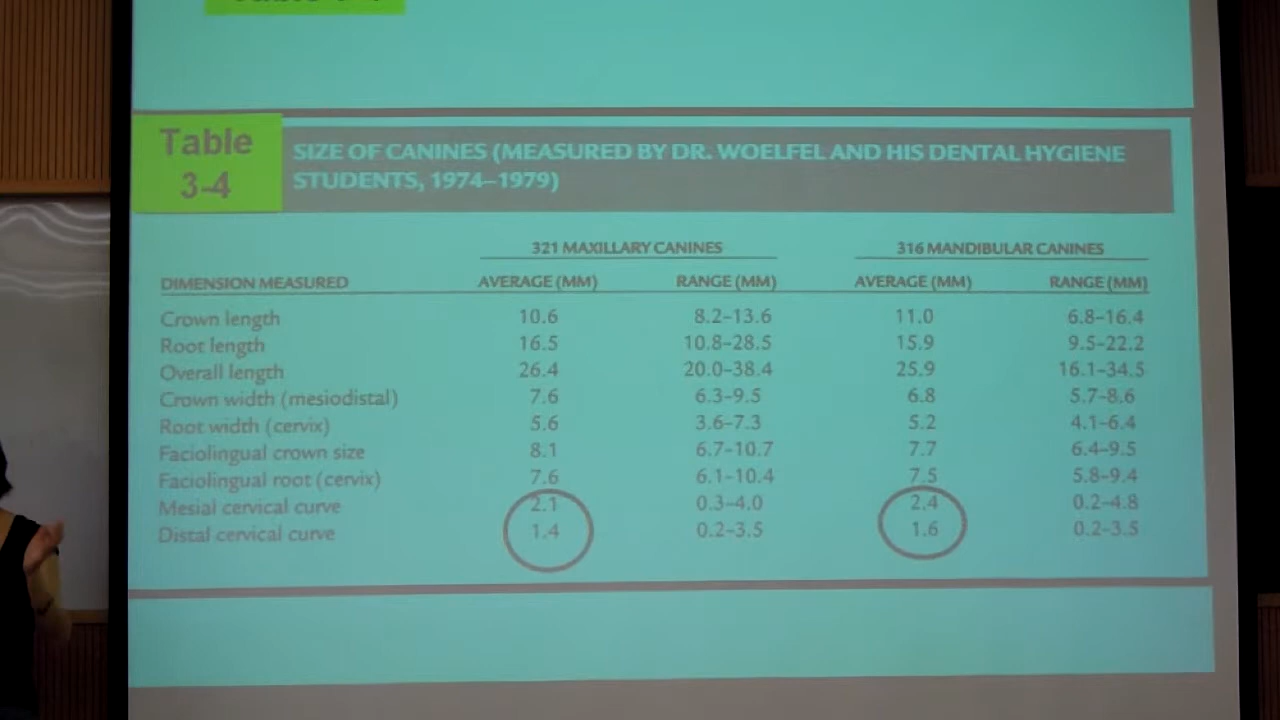 Table
3-4
SIZE OF CANINES (MEASURED BY DR. WOELFEL AND HIS DENTAL HYGIENE
STUDENTS, 1974–1979)
321 MAXILLARY CANINES 316 MANDIBULAR CANINES
DIMENSION MEASURED AVERAGE (MM) RANGE (MM) AVERAGE (MM) RANGE (MM)
Crown length 10.6 8.2–13.6 11.0 6.8–16.4
Root length 16.5 10.8–28.5 15.9 9.5–22.2
Overall length 26.4 20.0–38.4 25.9 16.1–34.5
Crown width (mesiodistal) 7.6 6.3–9.5 6.8 5.7–8.6
Root width (cervix) 5.6 3.6–7.3 5.2 4.1–6.4
Faciolingual crown size 8.1 6.7–10.7 7.7 6.4–9.5
Faciolingual root (cervix) 7.6 6.1–10.4 7.5 5.8–9.4
Mesial cervical curve 2.1 0.3–4.0 2.4 0.2–4.8
Distal cervical curve 1.4 0.2–3.5 1.6 0.2–3.5